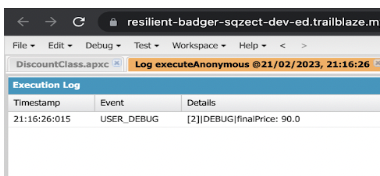 resilient-badger-sqzect-dev-ed.trailblaze.m
File Edit Debug Test Workspace Help < >
DiscountClass.apxc Log executeAnonymous @21/02/2023, 21:16:26
Execution Log
Timestamp Event Details
21:16:26:015 USER_DEBUG [2]|DEBUG|finalPrice: 90.0